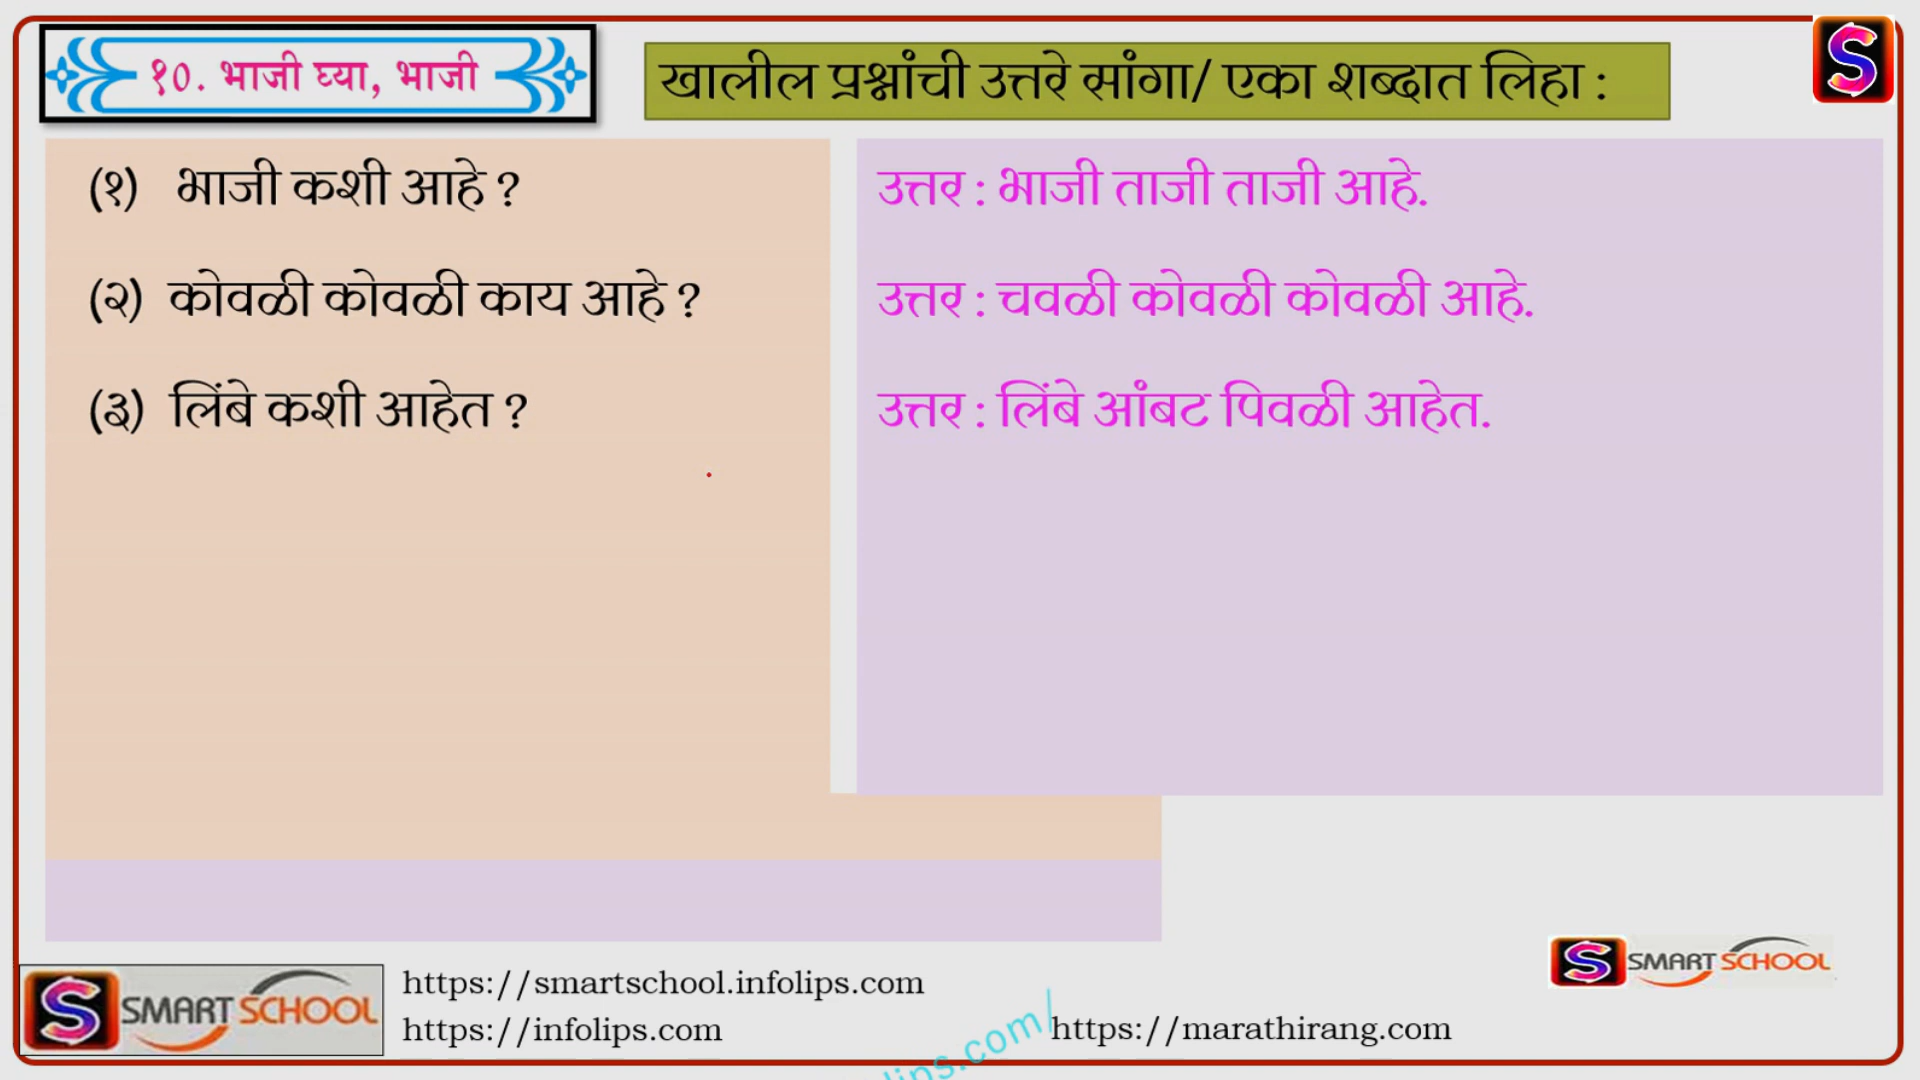 १०. भाजी घ्या, भाजी
खालील प्रश्नांची उत्तरे सांगा/ एका शब्दात लिहा :
(१) भाजी कशी आहे ?
उत्तर : भाजी ताजी ताजी आहे.
(२) कोवळी कोवळी काय आहे ?
उत्तर : चवळी कोवळी कोवळी आहे.
(३) लिंबे कशी आहेत ?
उत्तर : लिंबे आंबट पिवळी आहेत.
S SMART SCHOOL
S SMART SCHOOL
https://smartschool.infolips.com
https://infolips.com
https://marathirang.com
lips.com/
S